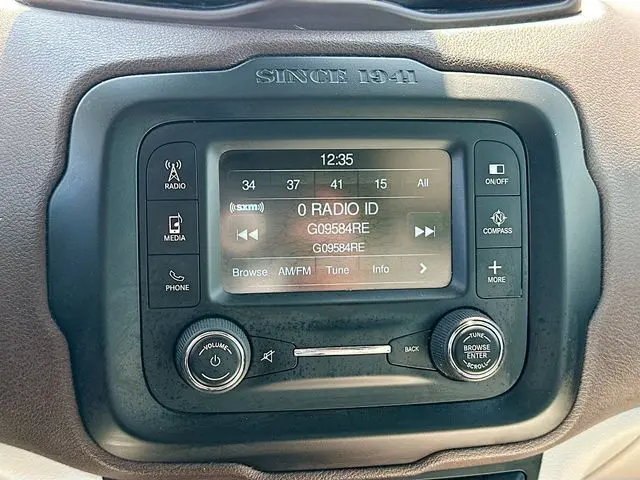 SINCE 1941
12:35
34 37 41 15 All
((sxm))
0 RADIO ID
G09584RE
G09584RE
Browse AM/FM Tune Info
RADIO
MEDIA
PHONE
ON/OFF
COMPASS
N
MORE
VOLUME
BACK
TUNE
BROWSE
ENTER
SCROLL